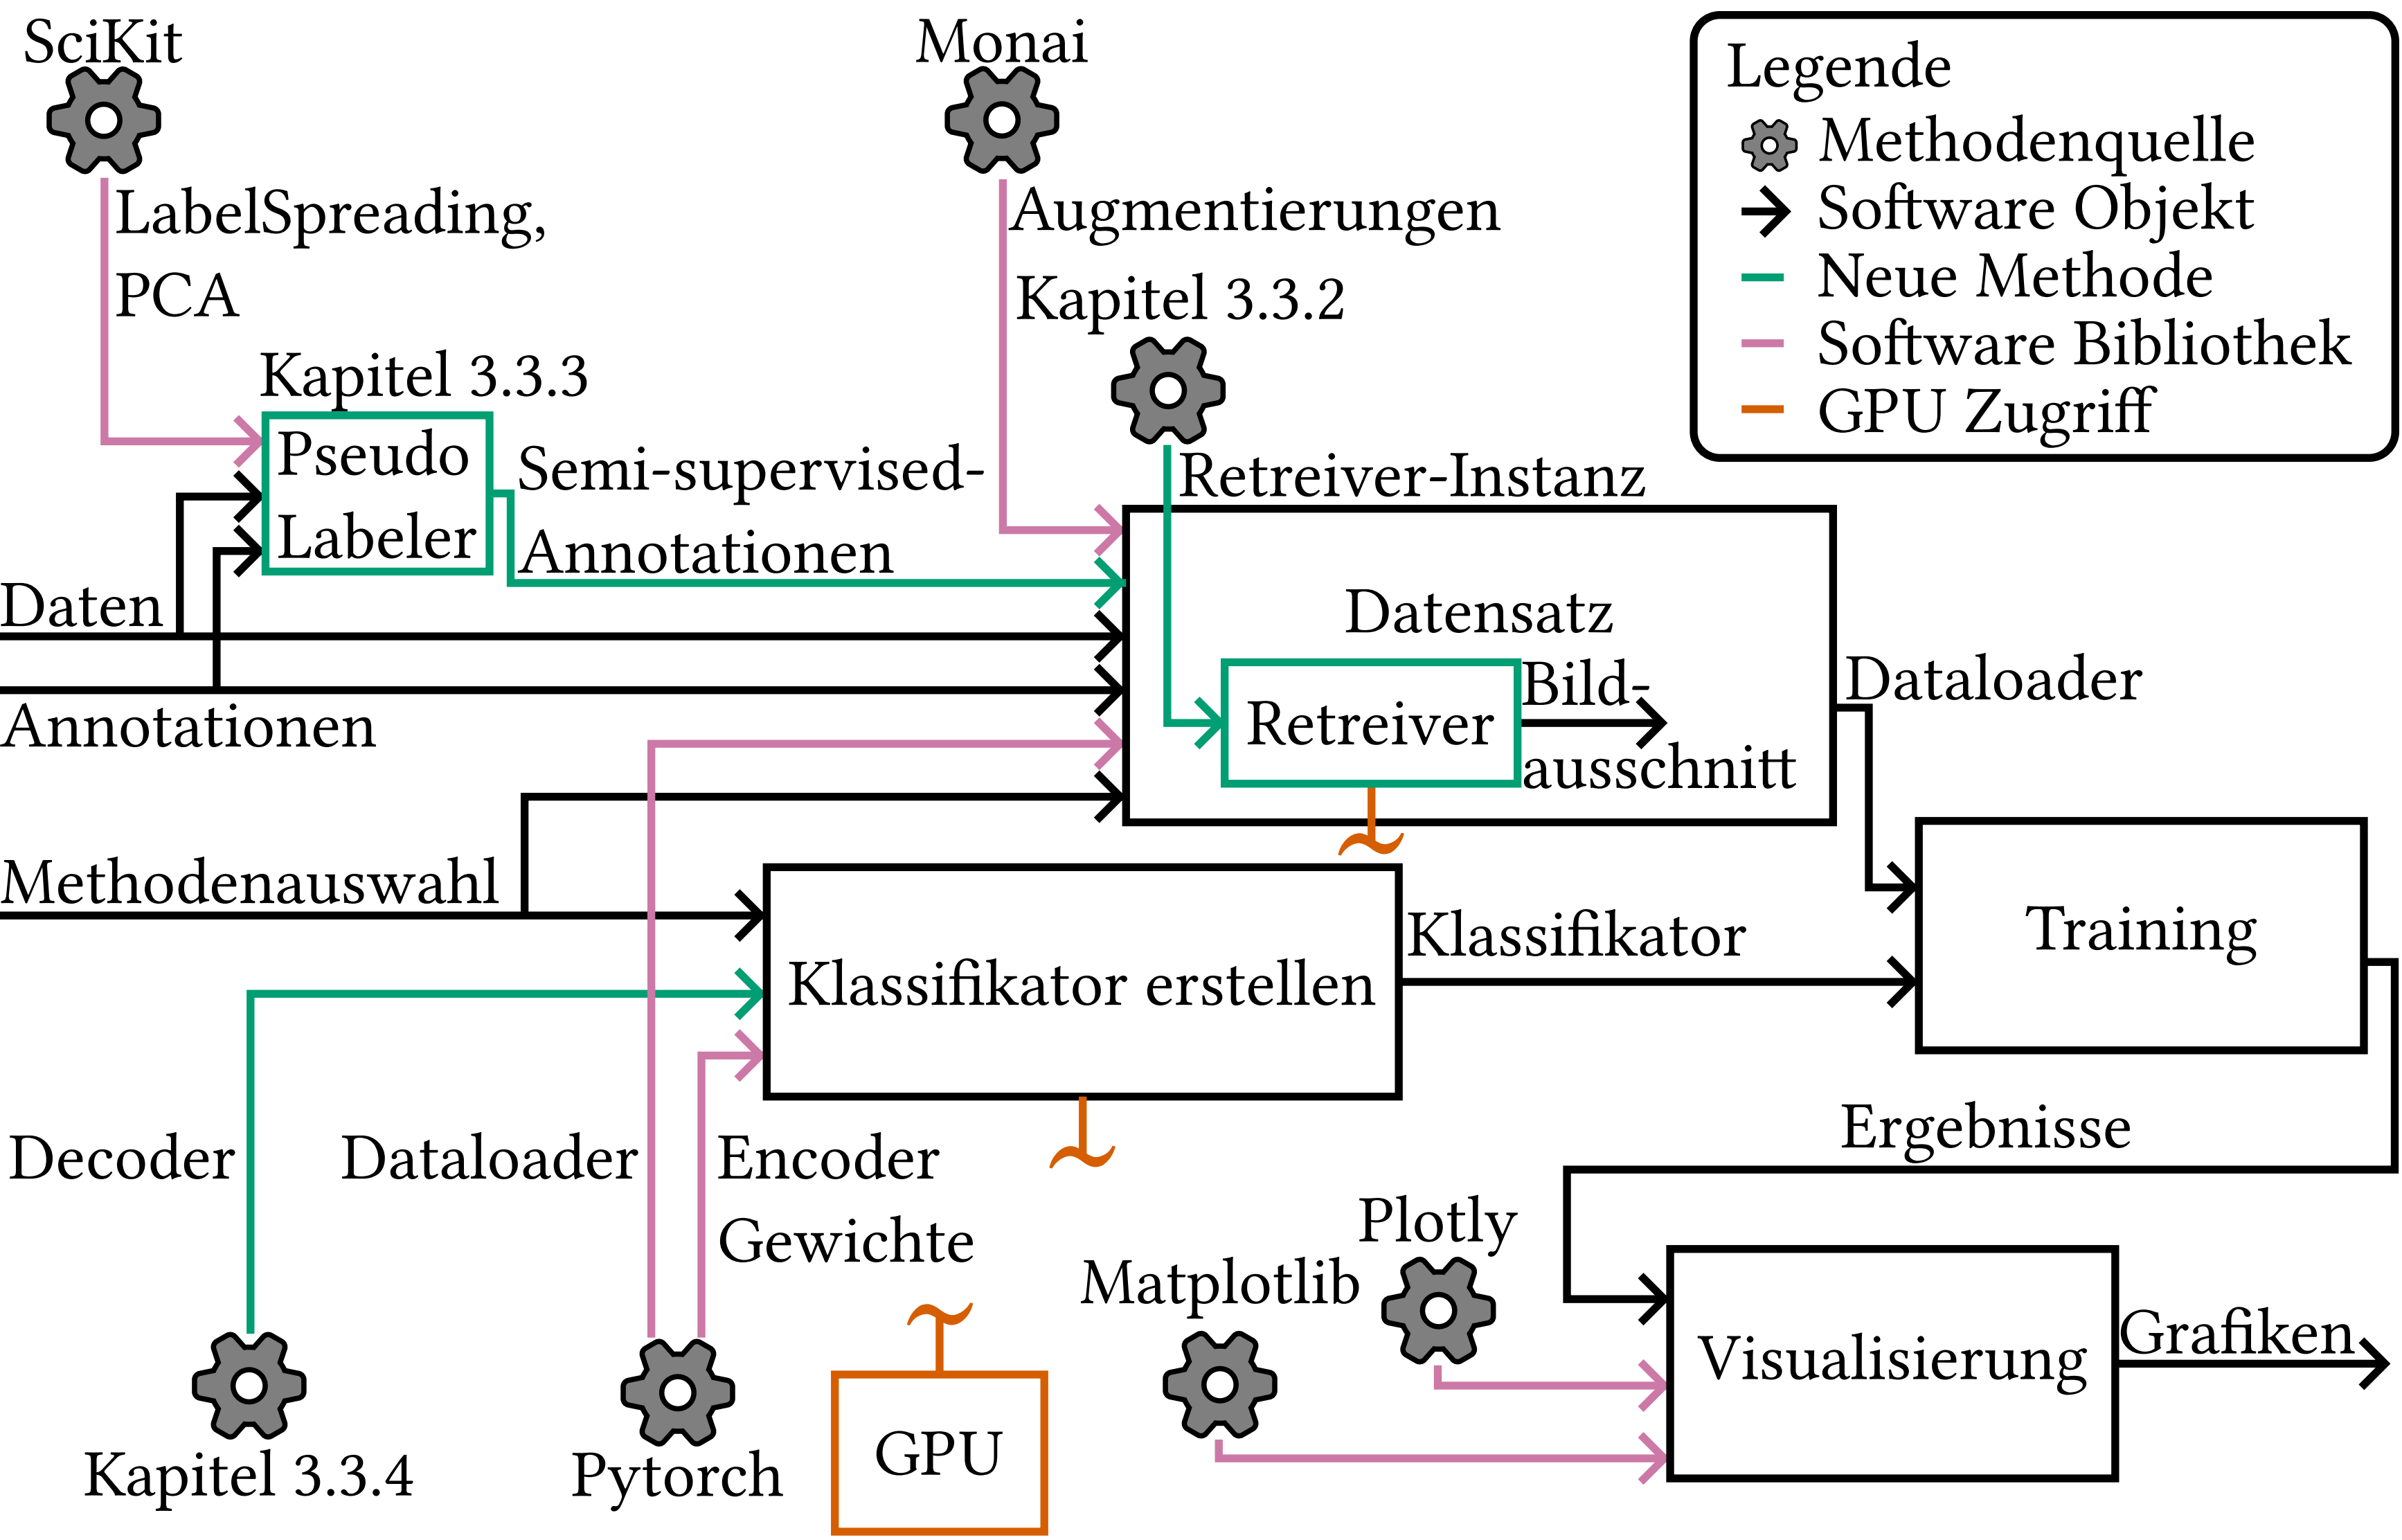 SciKit
Monai
Legende
Methodenquelle
Software Objekt
Neue Methode
Software Bibliothek
GPU Zugriff
LabelSpreading,
PCA
Augmentierungen
Kapitel 3.3.2
Kapitel 3.3.3
Pseudo
Labeler
Semi-supervised-
Annotationen
Retreiver-Instanz
Daten
Annotationen
Datensatz
Retreiver
Bild-
ausschnitt
Dataloader
Methodenauswahl
Klassifikator erstellen
Klassifikator
Training
Decoder
Dataloader
Encoder
Gewichte
Ergebnisse
Plotly
Matplotlib
Visualisierung
Grafiken
Kapitel 3.3.4
Pytorch
GPU